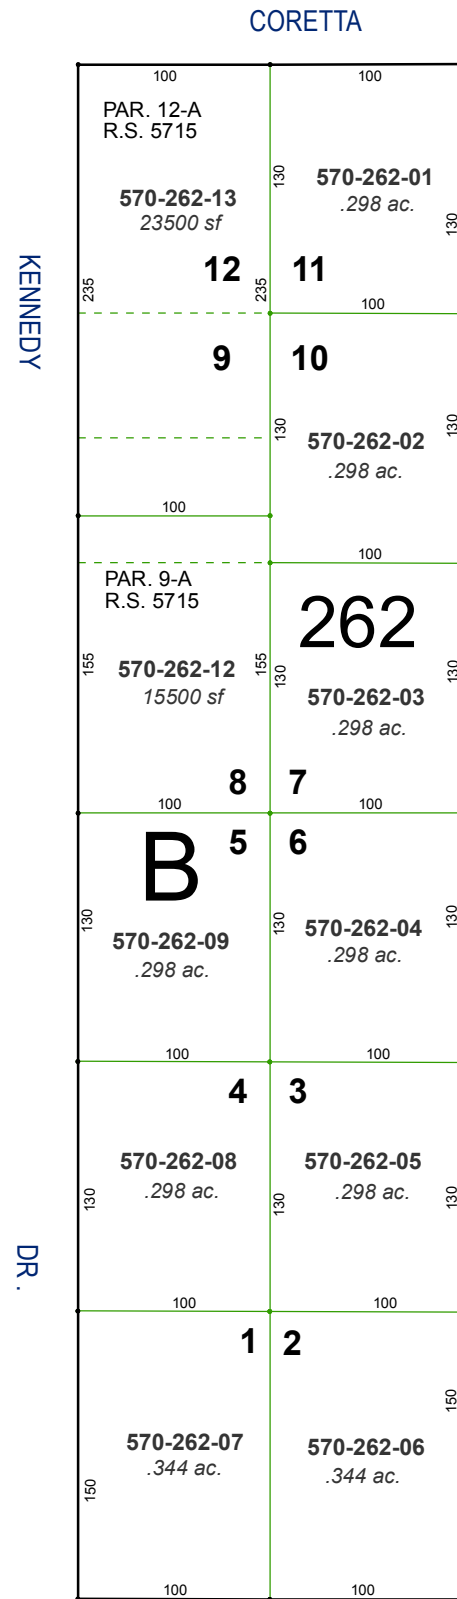 CORETTA
100
100
PAR. 12-A
R.S. 5715
130
570-262-01
.298 ac.
130
570-262-13
23500 sf
KENNEDY
235
12
235
11
100
9
10
130
130
570-262-02
.298 ac.
100
100
PAR. 9-A
R.S. 5715
262
155
570-262-12
15500 sf
155
130
130
570-262-03
.298 ac.
8
7
100
100
B
5
6
130
570-262-09
.298 ac.
130
570-262-04
.298 ac.
130
100
100
4
3
570-262-08
.298 ac.
570-262-05
.298 ac.
130
130
130
DR.
100
100
1
2
150
570-262-07
.344 ac.
570-262-06
.344 ac.
150
100
100